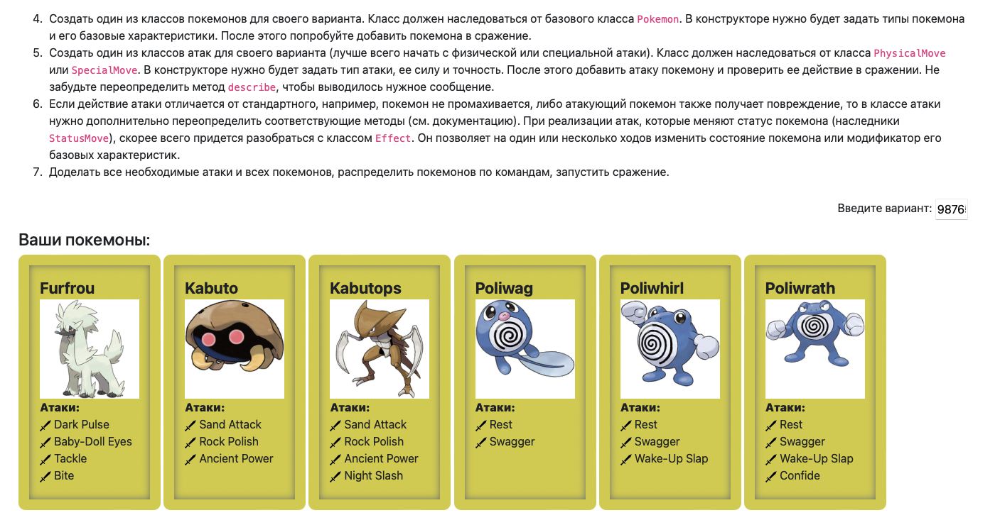 4. Создать один из классов покемонов для своего варианта. Класс должен наследоваться от базового класса Pokemon. В конструкторе нужно будет задать типы покемона
и его базовые характеристики. После этого попробуйте добавить покемона в сражение.
5. Создать один из классов атак для своего варианта (лучше всего начать с физической или специальной атаки). Класс должен наследоваться от класса PhysicalMove
или SpecialMove. В конструкторе нужно будет задать тип атаки, ее силу и точность. После этого добавить атаку покемону и проверить ее действие в сражении. Не
забудьте переопределить метод describe, чтобы выводилось нужное сообщение.
6. Если действие атаки отличается от стандартного, например, покемон не промахивается, либо атакующий покемон также получает повреждение, то в классе атаки
нужно дополнительно переопределить соответствующие методы (см. документацию). При реализации атак, которые меняют статус покемона (наследники
StatusMove), скорее всего придется разобраться с классом Effect. Он позволяет на один или несколько ходов изменить состояние покемона или модификатор его
базовых характеристик.
7. Доделать все необходимые атаки и всех покемонов, распределить покемонов по командам, запустить сражение.
Введите вариант: 9876
Ваши покемоны:
Furfrou
Атаки:
Dark Pulse
Baby-Doll Eyes
Tackle
Bite
Kabuto
Атаки:
Sand Attack
Rock Polish
Ancient Power
Kabutops
Атаки:
Sand Attack
Rock Polish
Ancient Power
Night Slash
Poliwag
Атаки:
Rest
Swagger
Poliwhirl
Атаки:
Rest
Swagger
Wake-Up Slap
Poliwrath
Атаки:
Rest
Swagger
Wake-Up Slap
Confide